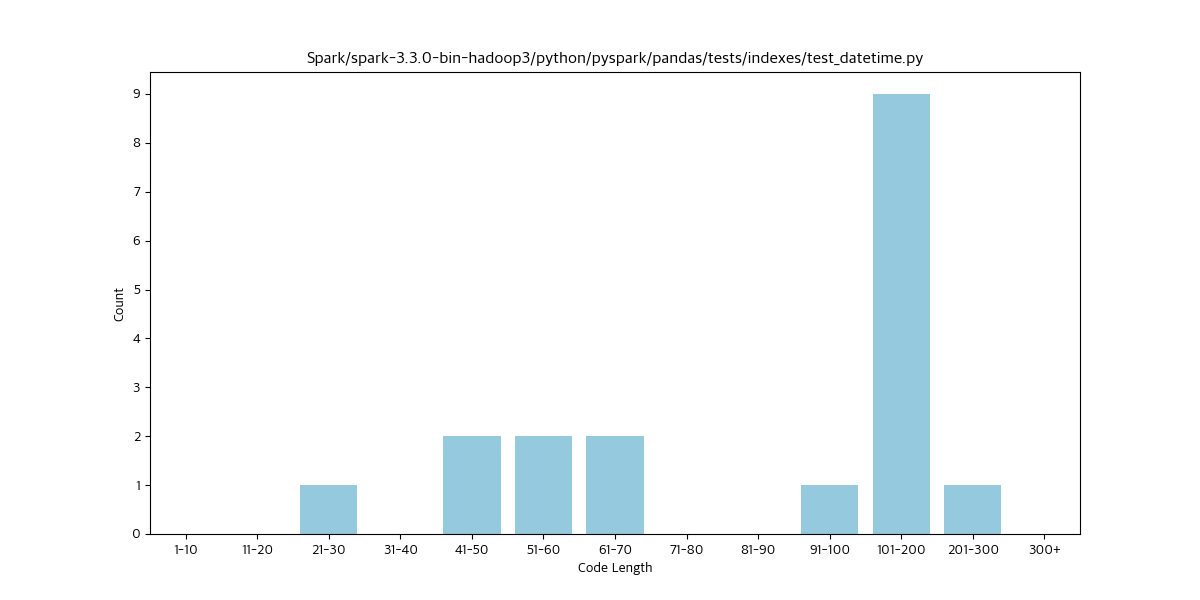 Spark/spark-3.3.0-bin-hadoop3/python/pyspark/pandas/tests/indexes/test_datetime.py
Count
9
8
7
6
5
4
3
2
1
0
1-10 11-20 21-30 31-40 41-50 51-60 61-70 71-80 81-90 91-100 101-200 201-300 300+
Code Length